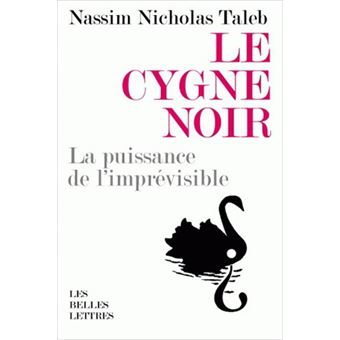 Nassim Nicholas Taleb
LE
CYGNE
NOIR
La puissance
de l'imprévisible
LES
BELLES
LETTRES